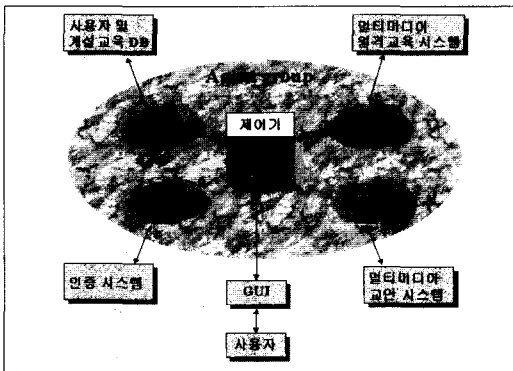 사용자 및
개설 교육 DB
멀티미디어
원격교육 시스템
Agent group
제어기
인증 시스템
멀티미디어
교안 시스템
GUI
사용자